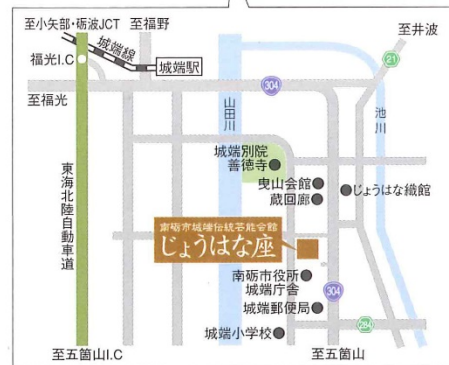 至小矢部・砺波JCT
至福野
至井波
城端線
福光I.C
城端駅
21
304
至福光
山田川
池川
城端別院
善徳寺
曳山会館
蔵回廊
じょうはな織館
東海北陸自動車道
南砺市城端伝統芸能会館
じょうはな座
南砺市役所
城端庁舎
304
城端郵便局
284
城端小学校
至五箇山I.C
至五箇山